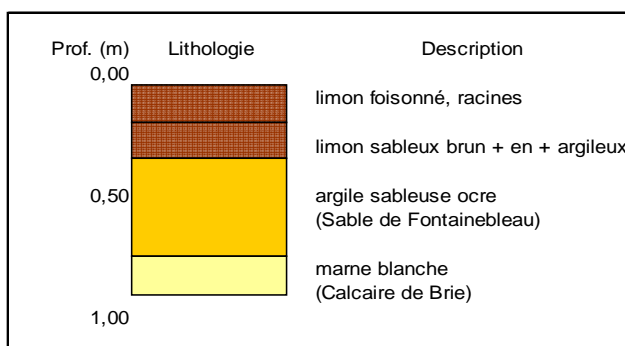 Prof. (m) Lithologie Description
0,00
limon foisonné, racines
limon sableux brun + en + argileux
0,50
argile sableuse ocre
(Sable de Fontainebleau)
marne blanche
(Calcaire de Brie)
1,00